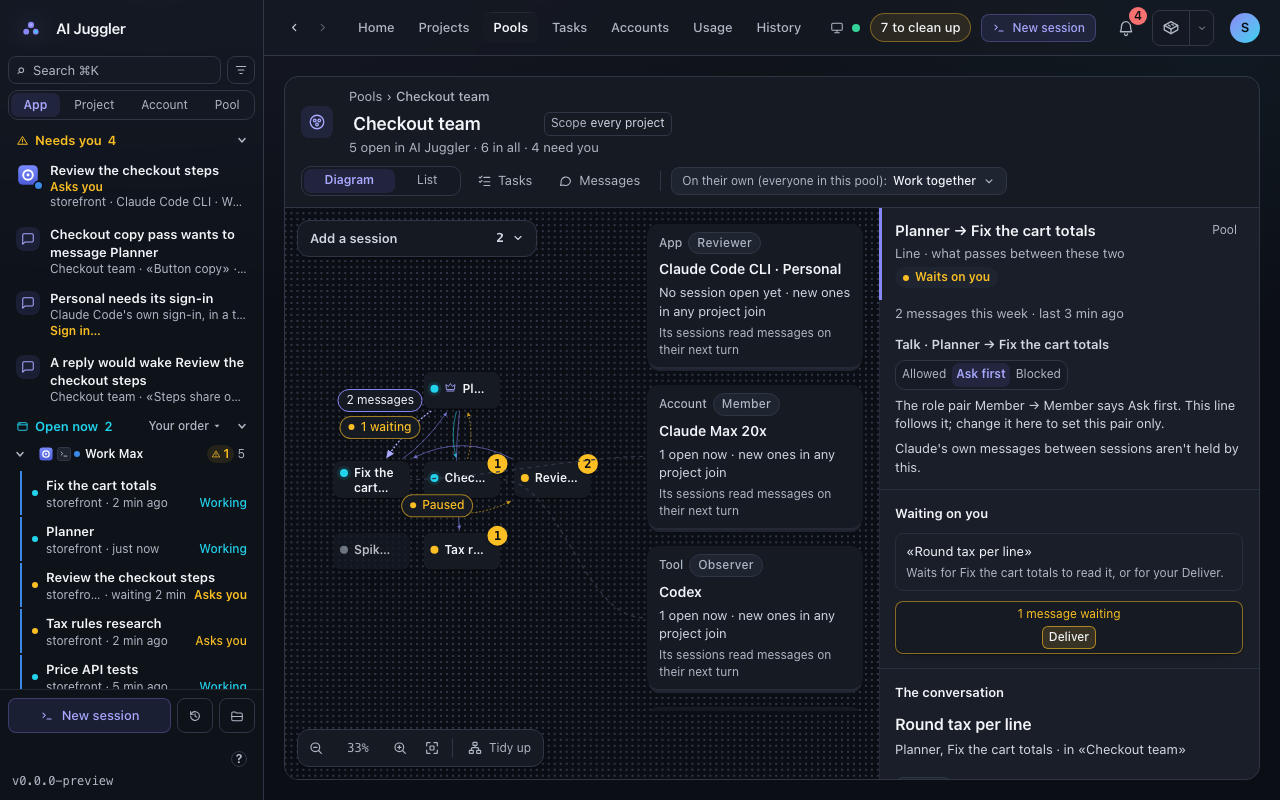 AI Juggler
Search ⌘K
App Project Account Pool
Needs you 4
Review the checkout steps
Asks you
storefront · Claude Code CLI · W…
Checkout copy pass wants to
message Planner
Checkout team · «Button copy» ·…
Personal needs its sign-in
Claude Code's own sign-in, in a t…
Sign in…
A reply would wake Review the
checkout steps
Checkout team · «Steps share o…
Open now 2 Your order
Work Max 1 5
Fix the cart totals
storefront · 2 min ago Working
Planner
storefront · just now Working
Review the checkout steps
storefro… · waiting 2 min Asks you
Tax rules research
storefront · 2 min ago Asks you
Price API tests
storefront · 5 min ago Working
New session
?
v0.0.0-preview
Home Projects Pools Tasks Accounts Usage History
7 to clean up
New session
4
S
Pools › Checkout team
Checkout team
Scope every project
5 open in AI Juggler · 6 in all · 4 need you
Diagram List Tasks Messages
On their own (everyone in this pool): Work together
Add a session 2
Pl…
2 messages
1 waiting
Fix the
cart…
Chec… 1
Revie… 2
Paused
Spik…
Tax r… 1
App Reviewer
Claude Code CLI · Personal
No session open yet · new ones
in any project join
Its sessions read messages on
their next turn
Account Member
Claude Max 20x
1 open now · new ones in any
project join
Its sessions read messages on
their next turn
Tool Observer
Codex
1 open now · new ones in any
project join
Its sessions read messages on
their next turn
33%
Tidy up
Planner → Fix the cart totals Pool
Line · what passes between these two
Waits on you
2 messages this week · last 3 min ago
Talk · Planner → Fix the cart totals
Allowed Ask first Blocked
The role pair Member → Member says Ask first. This line
follows it; change it here to set this pair only.
Claude's own messages between sessions aren't held by
this.
Waiting on you
«Round tax per line»
Waits for Fix the cart totals to read it, or for your Deliver.
1 message waiting
Deliver
The conversation
Round tax per line
Planner, Fix the cart totals · in «Checkout team»